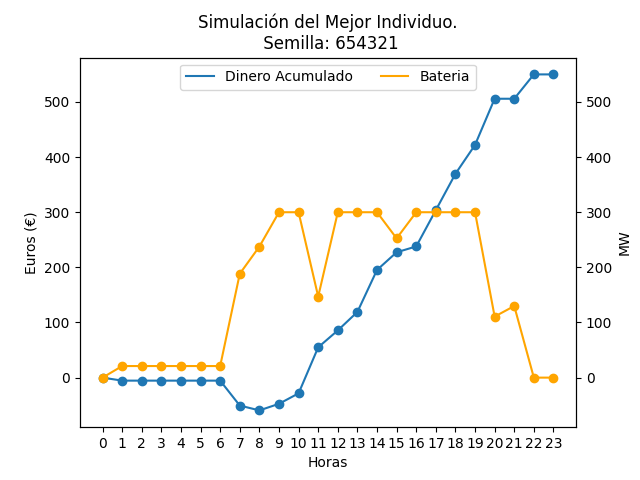 Simulación del Mejor Individuo.
Semilla: 654321
Dinero Acumulado
Bateria
500
400
300
200
100
0
Euros (€)
500
400
300
200
100
0
MW
0 1 2 3 4 5 6 7 8 9 10 11 12 13 14 15 16 17 18 19 20 21 22 23
Horas